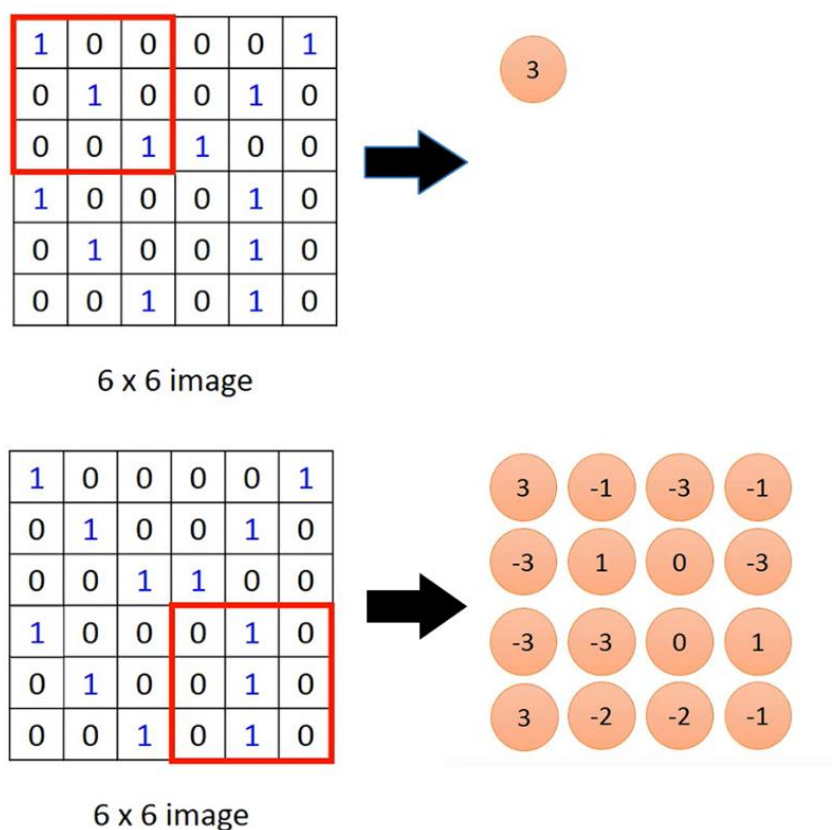 1 0 0 0 0 1
3
0 1 0 0 1 0
0 0 1 1 0 0
1 0 0 0 1 0
0 1 0 0 1 0
0 0 1 0 1 0
6 x 6 image
1 0 0 0 0 1
0 1 0 0 1 0
0 0 1 1 0 0
1 0 0 0 1 0
0 1 0 0 1 0
0 0 1 0 1 0
3 -1 -3 -1
-3 1 0 -3
-3 -3 0 1
3 -2 -2 -1
6 x 6 image